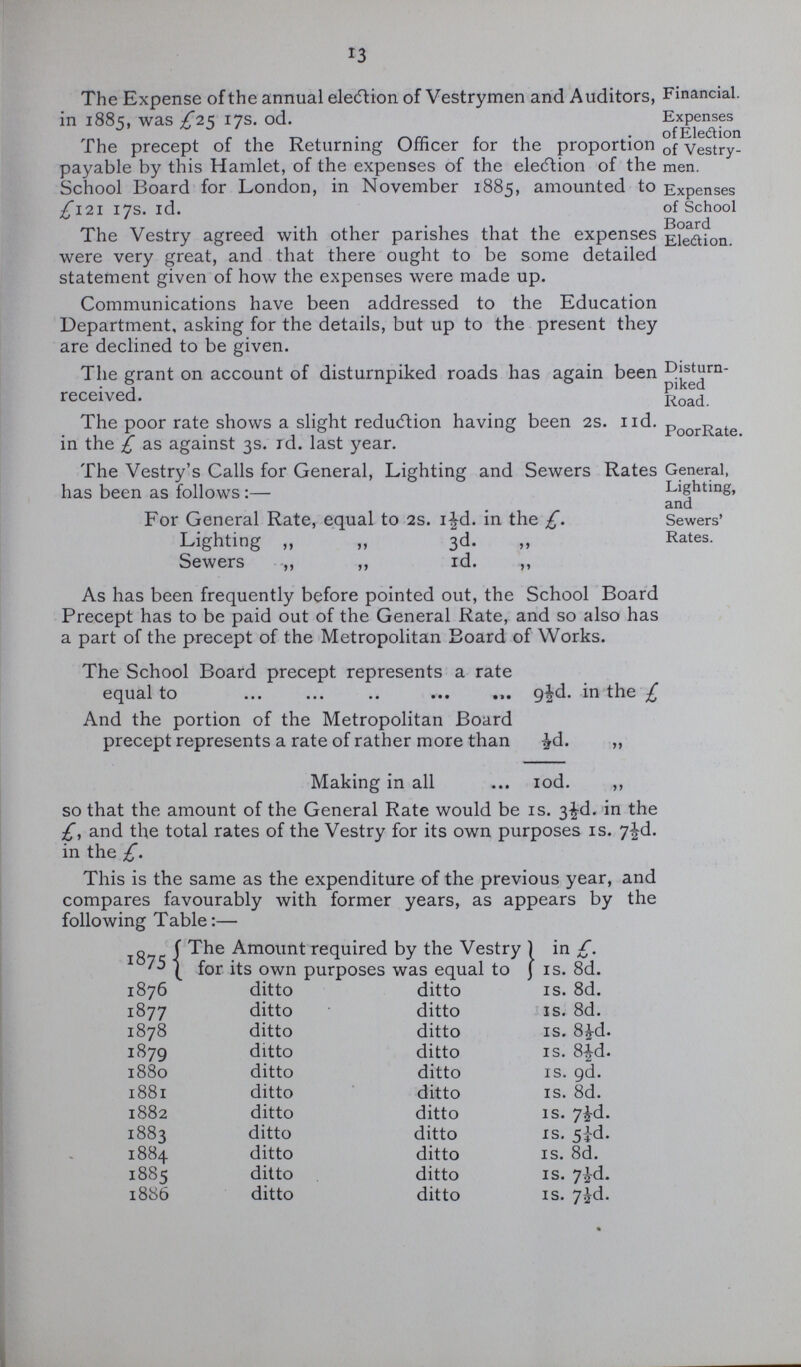 13
The Expense of the annual election of Vestrymen and Auditors,
in 1885, was £25 17s. od.
Financial.
Expenses
of Election
of Vestry-
men.
The precept of the Returning Officer for the proportion
payable by this Hamlet, of the expenses of the election of the
School Board for London, in November 1885, amounted to
£121 17s. 1d.
Expenses
of School
Board
Election.
The Vestry agreed with other parishes that the expenses
were very great, and that there ought to be some detailed
statement given of how the expenses were made up.
Communications have been addressed to the Education
Department, asking for the details, but up to the present they
are declined to be given.
The grant on account of disturnpiked roads has again been
received.
Disturn-
piked
Road.
The poor rate shows a slight reduction having been 2s. 11d.
in the £ as against 3s. 1d. last year.
PoorRate.
The Vestry's Calls for General, Lighting and Sewers Rates
has been as follows:—
General,
Lighting,
and
Sewers'
Rates.
For General Rate, equal to 2s. 1½d. in the £.
Lighting ,, ,, 3d. ,,
Sewers ,, ,, 1d. ,,
As has been frequently before pointed out, the School Board
Precept has to be paid out of the General Rate, and so also has
a part of the precept of the Metropolitan Board of Works.
The School Board precept represents a rate
equal to ... ... .. ... ... 9½d. in the £
And the portion of the Metropolitan Board
precept represents a rate of rather more than ½d. ,,
Making in all ... 10d. ,,
so that the amount of the General Rate would be 1s. 3½d. in the
£, and the total rates of the Vestry for its own purposes 1s. 7½d.
in the £.
This is the same as the expenditure of the previous year, and
compares favourably with former years, as appears by the
following Table:—
1875 { The Amount required by the Vestry } in £.
for its own purposes was equal to 1s. 8d.
1876 ditto ditto 1s. 8d.
1877 ditto ditto 1s. 8d.
1878 ditto ditto 1s. 8½d.
1879 ditto ditto 1s. 8½d.
1880 ditto ditto 1s. 9d.
1881 ditto ditto 1s. 8d.
1882 ditto ditto 1s. 7½d.
1883 ditto ditto 1s. 5¼d.
1884 ditto ditto 1s. 8d.
1885 ditto ditto 1s. 7½d.
1886 ditto ditto 1s. 7½d.